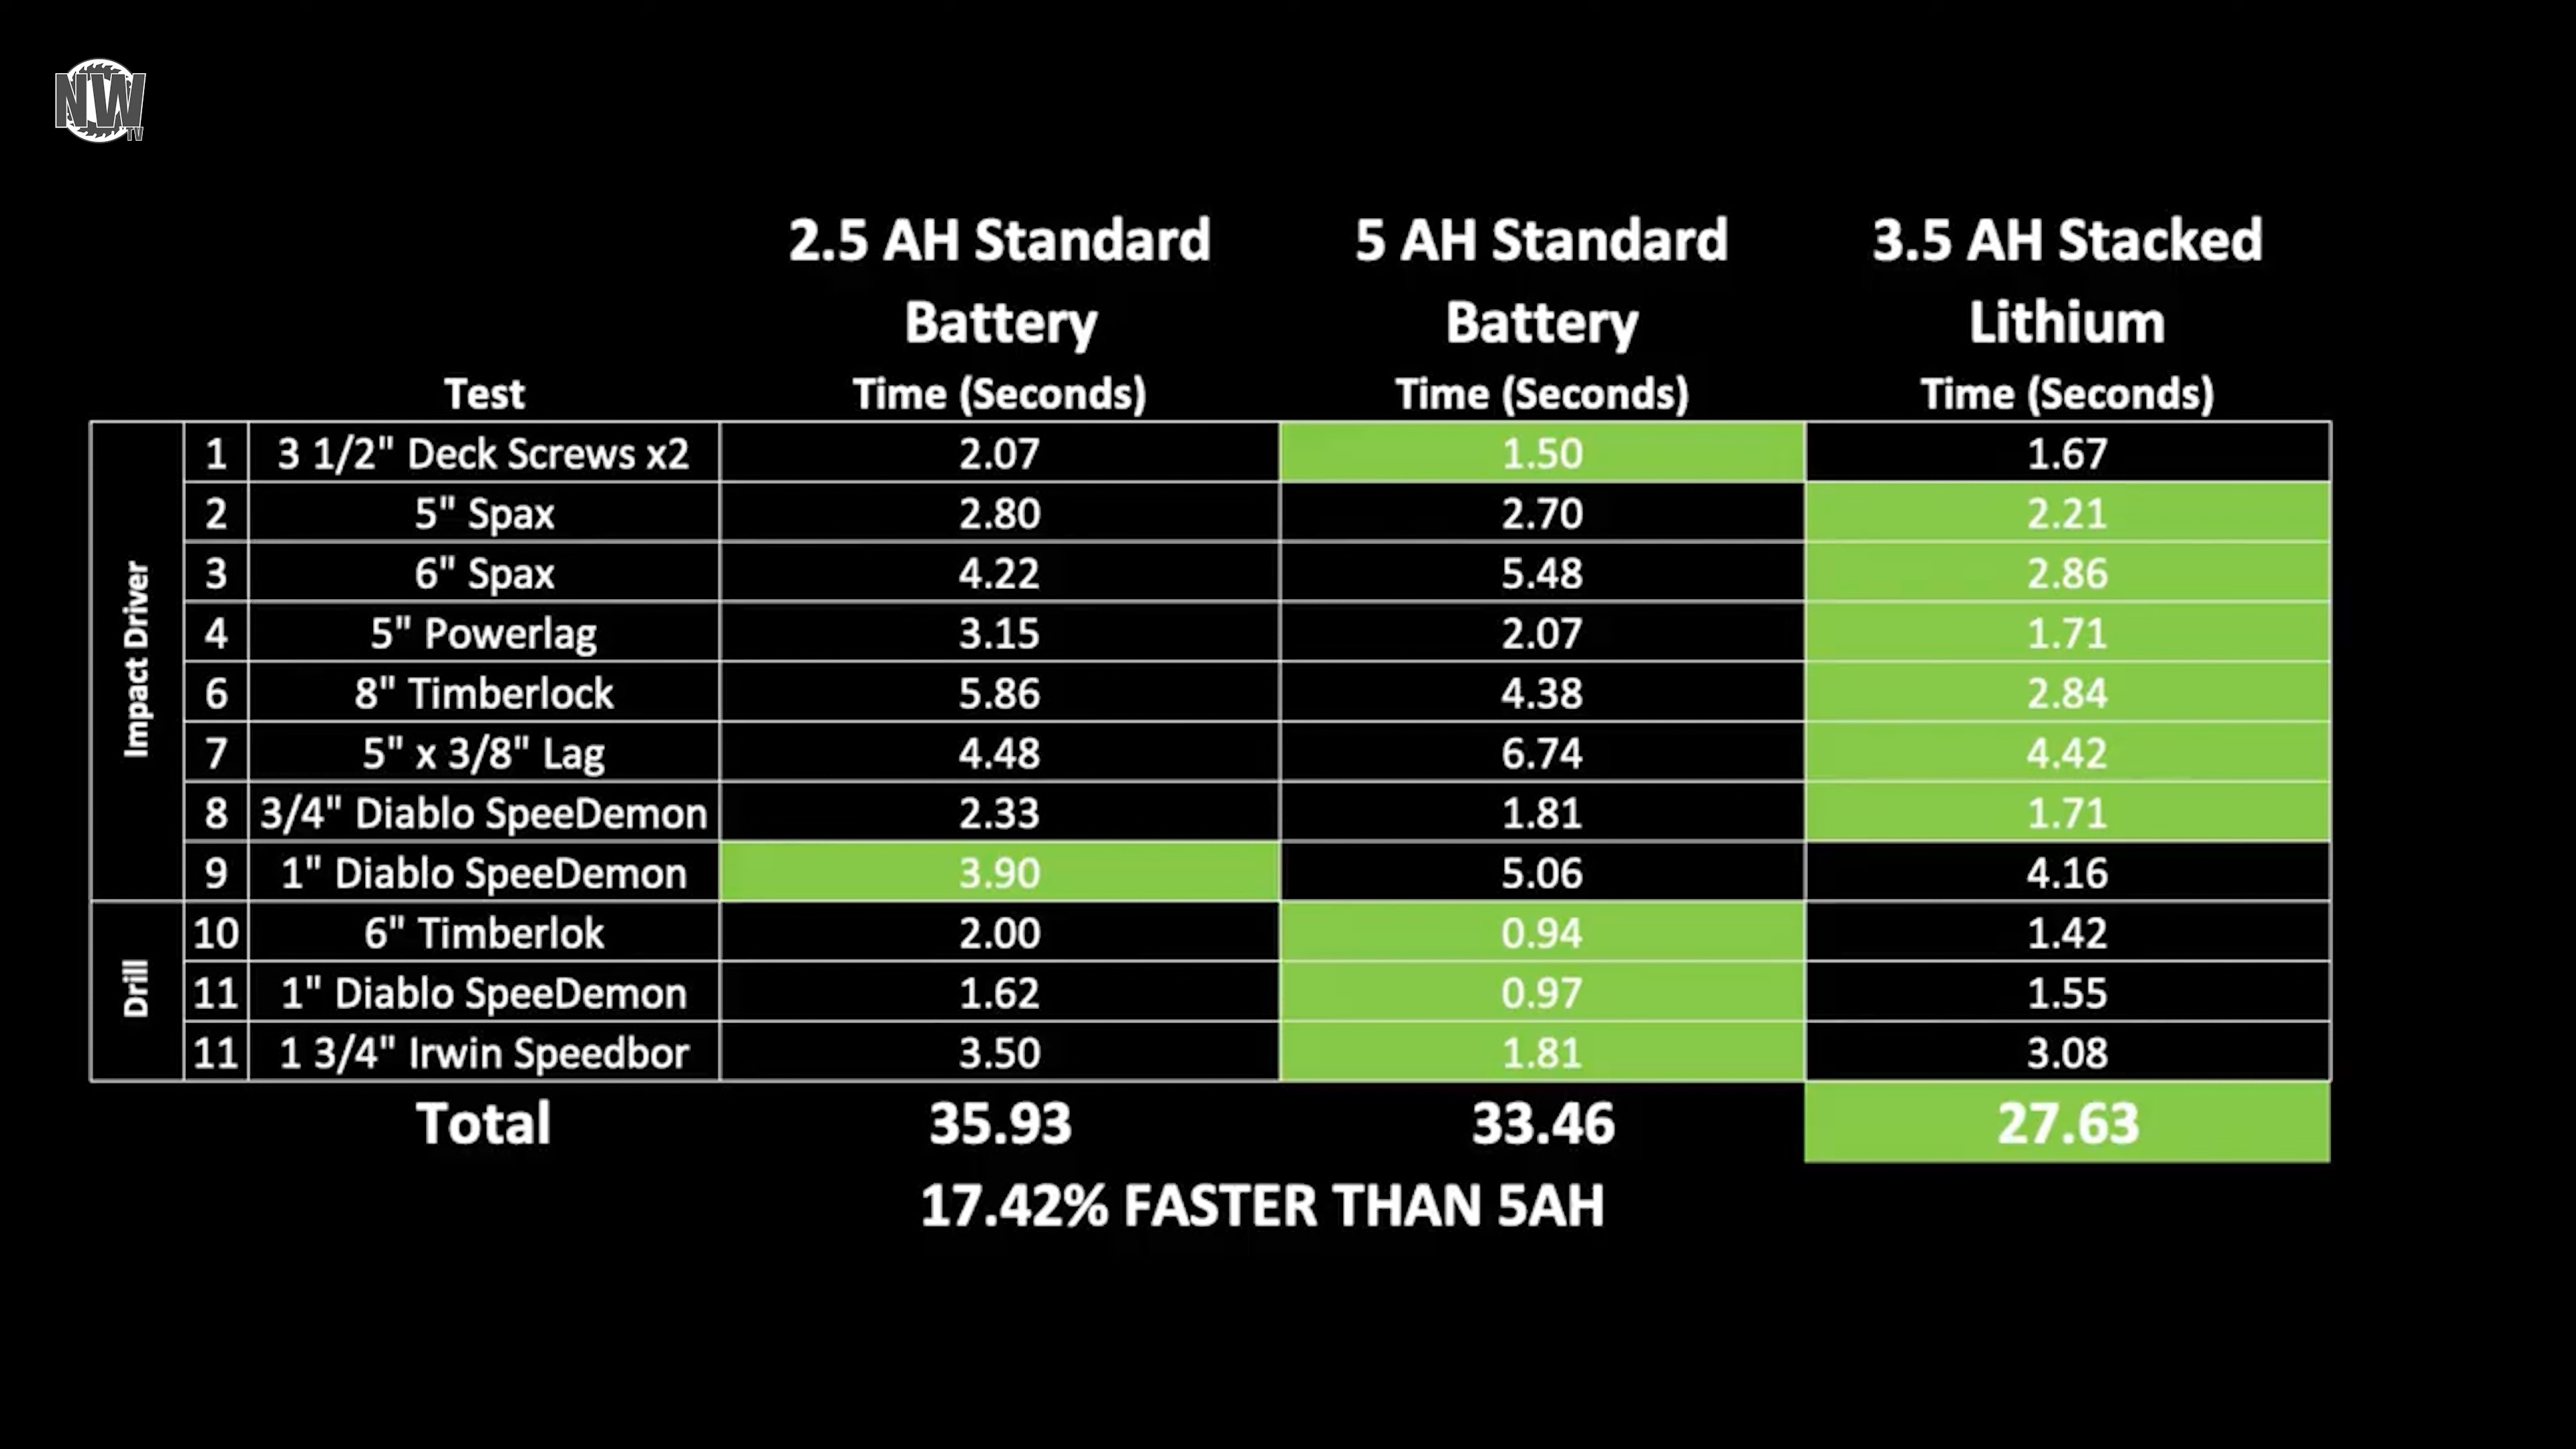 NW
TV
2.5 AH Standard Battery 5 AH Standard Battery 3.5 AH Stacked Lithium
Test Time (Seconds) Time (Seconds) Time (Seconds)
Impact Driver
1 3 1/2" Deck Screws x2 2.07 1.50 1.67
2 5" Spax 2.80 2.70 2.21
3 6" Spax 4.22 5.48 2.86
4 5" Powerlag 3.15 2.07 1.71
6 8" Timberlock 5.86 4.38 2.84
7 5" x 3/8" Lag 4.48 6.74 4.42
8 3/4" Diablo SpeeDemon 2.33 1.81 1.71
9 1" Diablo SpeeDemon 3.90 5.06 4.16
Drill
10 6" Timberlok 2.00 0.94 1.42
11 1" Diablo SpeeDemon 1.62 0.97 1.55
11 1 3/4" Irwin Speedbor 3.50 1.81 3.08
Total 35.93 33.46 27.63
17.42% FASTER THAN 5AH